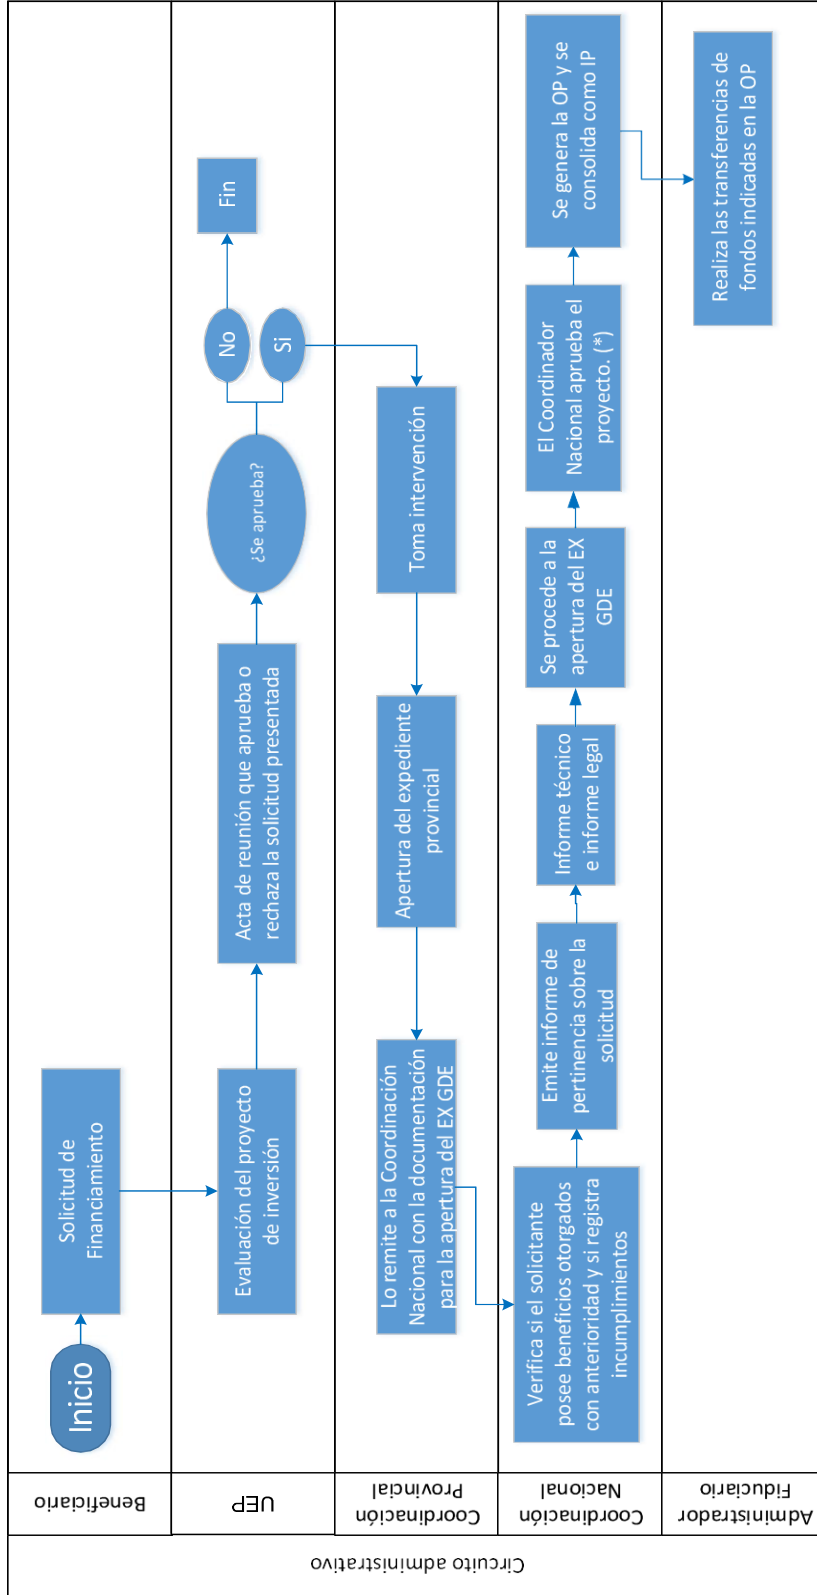 Circuito administrativo
Beneficiario
Inicio
Solicitud de
Financiamiento
UEP
Evaluación del proyecto
de inversión
Acta de reunión que aprueba o
rechaza la solicitud presentada
¿Se aprueba?
No
Si
Fin
Coordinación
Provincial
Toma intervención
Apertura del expediente
provincial
Lo remite a la Coordinación
Nacional con la documentación
para la apertura del EX GDE
Coordinación
Nacional
Verifica si el solicitante
posee beneficios otorgados
con anterioridad y si registra
incumplimientos
Emite informe de
pertinencia sobre la
solicitud
Informe técnico
e informe legal
Se procede a la
apertura del EX
GDE
El Coordinador
Nacional aprueba el
proyecto. (*)
Se genera la OP y se
consolida como IP
Administrador
Fiduciario
Realiza las transferencias de
fondos indicadas en la OP